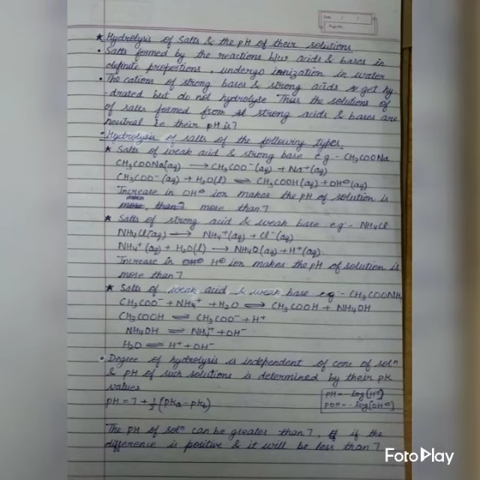 Date
Page No.
★ Hydrolysis of Salts & the pH of their solutions.
• Salts formed by the reactions b/w acids & bases in
definite proportions, undergo ionization in water
• The cations of strong bases & strong acids get hy-
-drated but do not hydrolyse. Thus the solutions of
of salts formed from st strong acids & bases are
neutral i.e their pH is 7
• Hydrolysis of salts of the following types.
★ Salts of weak acid & strong base e.g - CH3COONa
CH3COONa(aq) → CH3COO⁻(aq) + Na⁺(aq)
CH3COO⁻(aq) + H2O(l) ⇌ CH3COOH(aq) + OH⊖(aq)
Increase in OH⊖ ion makes the pH of solution is
more than 7 more than 7
★ Salts of strong acid & weak base e.g - NH4Cl
NH4Cl(aq) → NH4⁺(aq) + Cl⁻(aq)
NH4⁺(aq) + H2O(l) → NH4O(aq) + H⁺(aq)
Increase in OH⊖ H⊕ ion makes the pH of solution is
more than 7
★ Salts of weak acid & weak base e.g - CH3COONH4
CH3COO⁻ + NH4⁺ + H2O ⇌ CH3COOH + NH4OH
CH3COOH ⇌ CH3COO⁻ + H⁺
NH4OH ⇌ NH4⁺ + OH⁻
H2O ⇌ H⁺ + OH⁻
• Degree of hydrolysis is independent of conc of solⁿ
& pH of such solutions is determined by their pK
values.
pH = 7 + ½ (pKa - pKb)
pH = -log[H⊕]
pOH = -log[OH⊖]
The pH of solⁿ can be greater than 7, if if the
difference is positive & it will be less than 7
FotoPlay